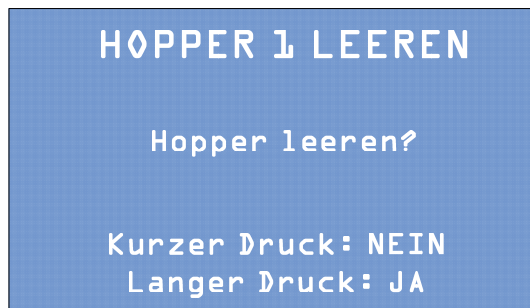 HOPPER 1 LEEREN
Hopper leeren?
Kurzer Druck: NEIN
Langer Druck: JA